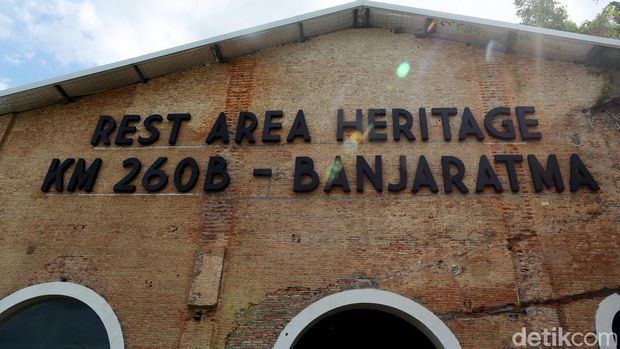 REST AREA HERITAGE
KM 260B - BANJARATMA
detikcom